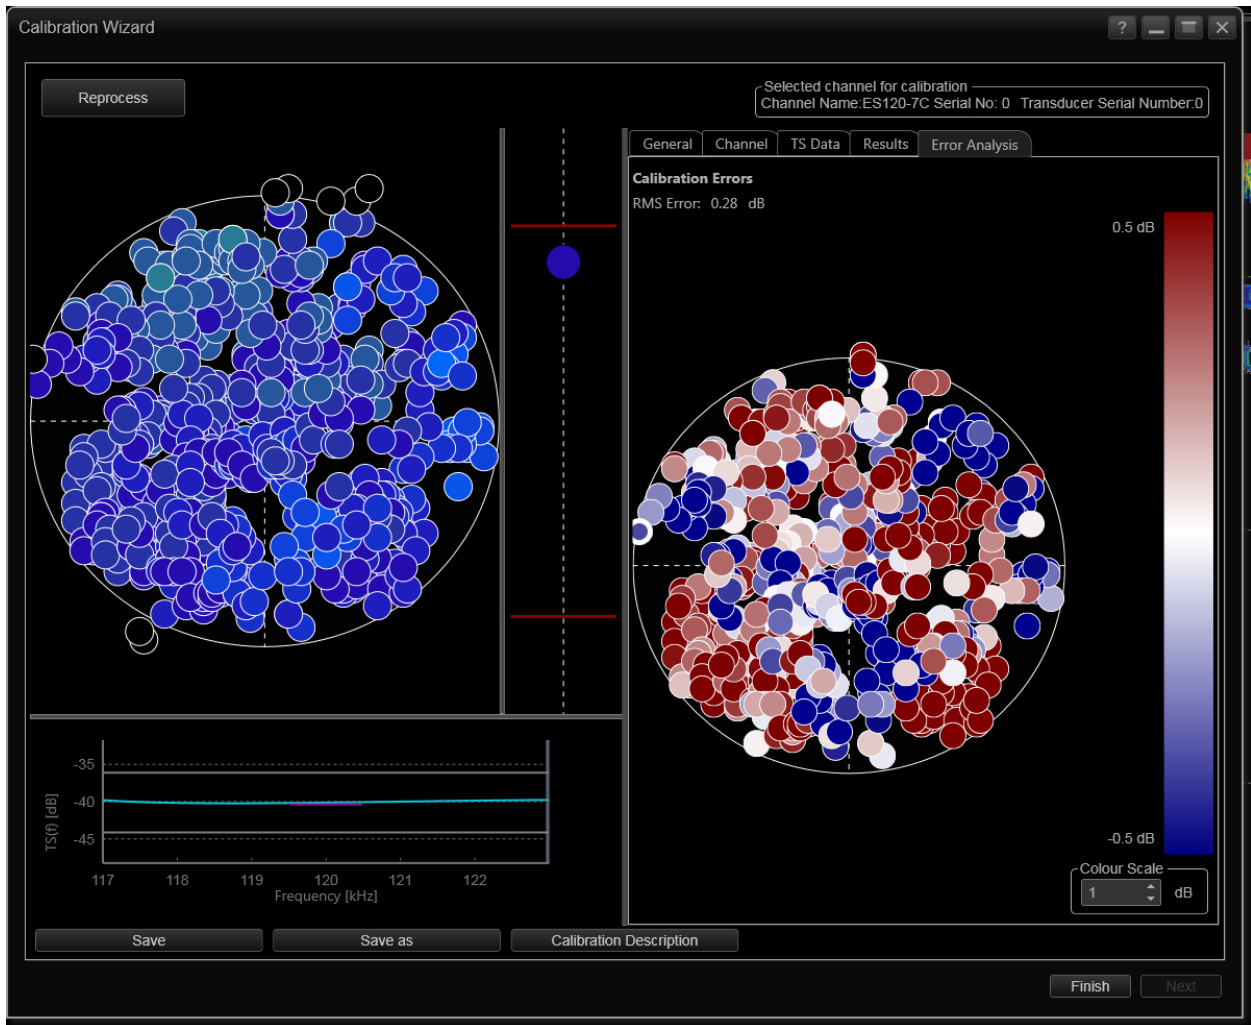 Calibration Wizard
?
Reprocess
Selected channel for calibration
Channel Name:ES120-7C Serial No: 0 Transducer Serial Number:0
General Channel TS Data Results Error Analysis
Calibration Errors
RMS Error: 0.28 dB
0.5 dB
-0.5 dB
Colour Scale
1 dB
-35
-40
-45
TS(f) [dB]
117 118 119 120 121 122
Frequency [kHz]
Save Save as Calibration Description
Finish Next